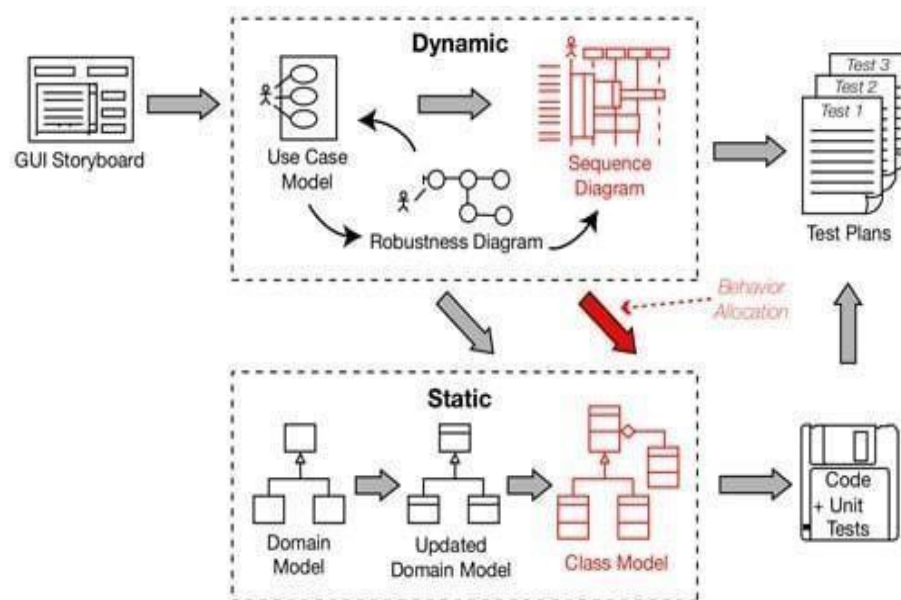 Dynamic
GUI Storyboard
Use Case
Model
Robustness Diagram
Sequence
Diagram
Test 3
Test 2
Test 1
Test Plans
Behavior
Allocation
Static
Domain
Model
Updated
Domain Model
Class Model
Code
+ Unit
Tests